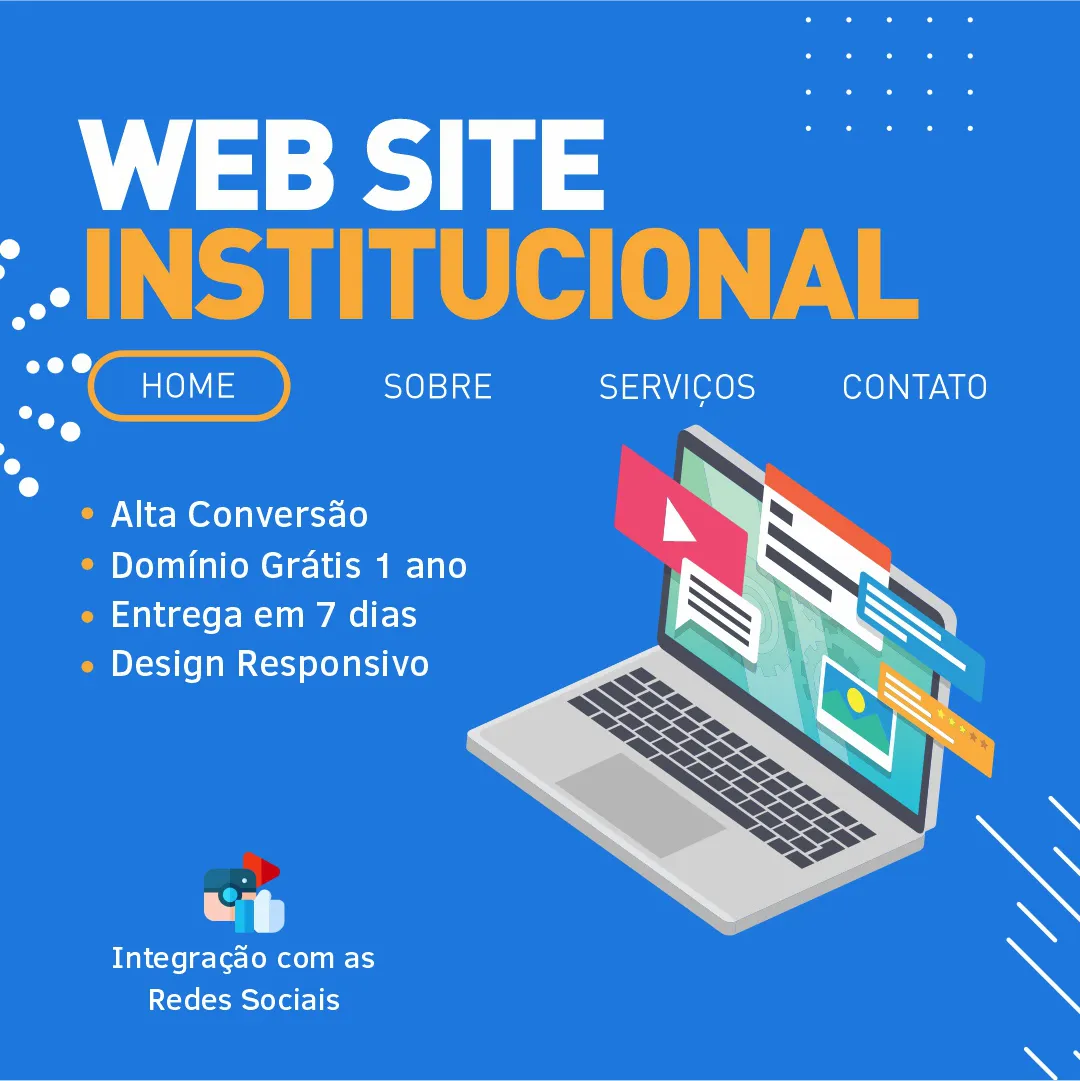 WEB SITE
INSTITUCIONAL
HOME SOBRE SERVIÇOS CONTATO
• Alta Conversão
• Domínio Grátis 1 ano
• Entrega em 7 dias
• Design Responsivo
Integração com as
Redes Sociais